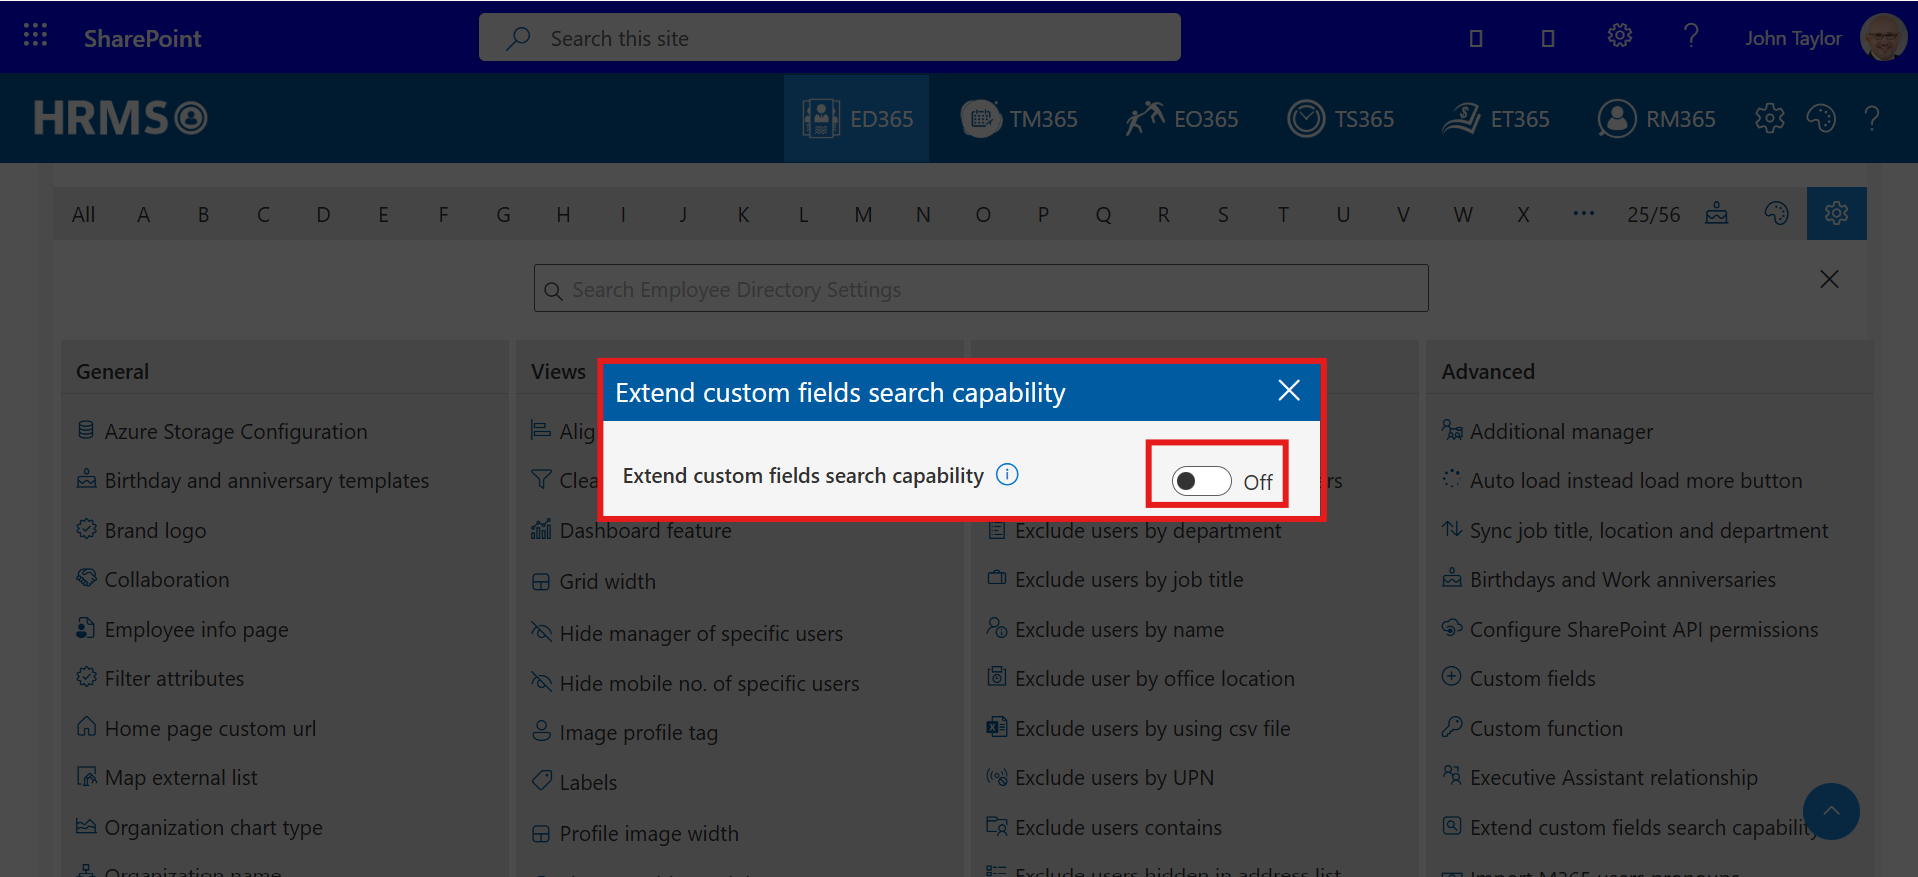 SharePoint
Search this site
John Taylor
HRMS
ED365
TM365
EO365
TS365
ET365
RM365
All A B C D E F G H I J K L M N O P Q R S T U V W X ... 25/56
Search Employee Directory Settings
General
Azure Storage Configuration
Birthday and anniversary templates
Brand logo
Collaboration
Employee info page
Filter attributes
Home page custom url
Map external list
Organization chart type
Organization name
Views
Alig
Clea
Dashboard feature
Grid width
Hide manager of specific users
Hide mobile no. of specific users
Image profile tag
Labels
Profile image width
Extend custom fields search capability
Extend custom fields search capability
Off
rs
Exclude users by department
Exclude users by job title
Exclude users by name
Exclude user by office location
Exclude users by using csv file
Exclude users by UPN
Exclude users contains
Exclude users hidden in address list
Advanced
Additional manager
Auto load instead load more button
Sync job title, location and department
Birthdays and Work anniversaries
Configure SharePoint API permissions
Custom fields
Custom function
Executive Assistant relationship
Extend custom fields search capability
Import M365 users pronouns